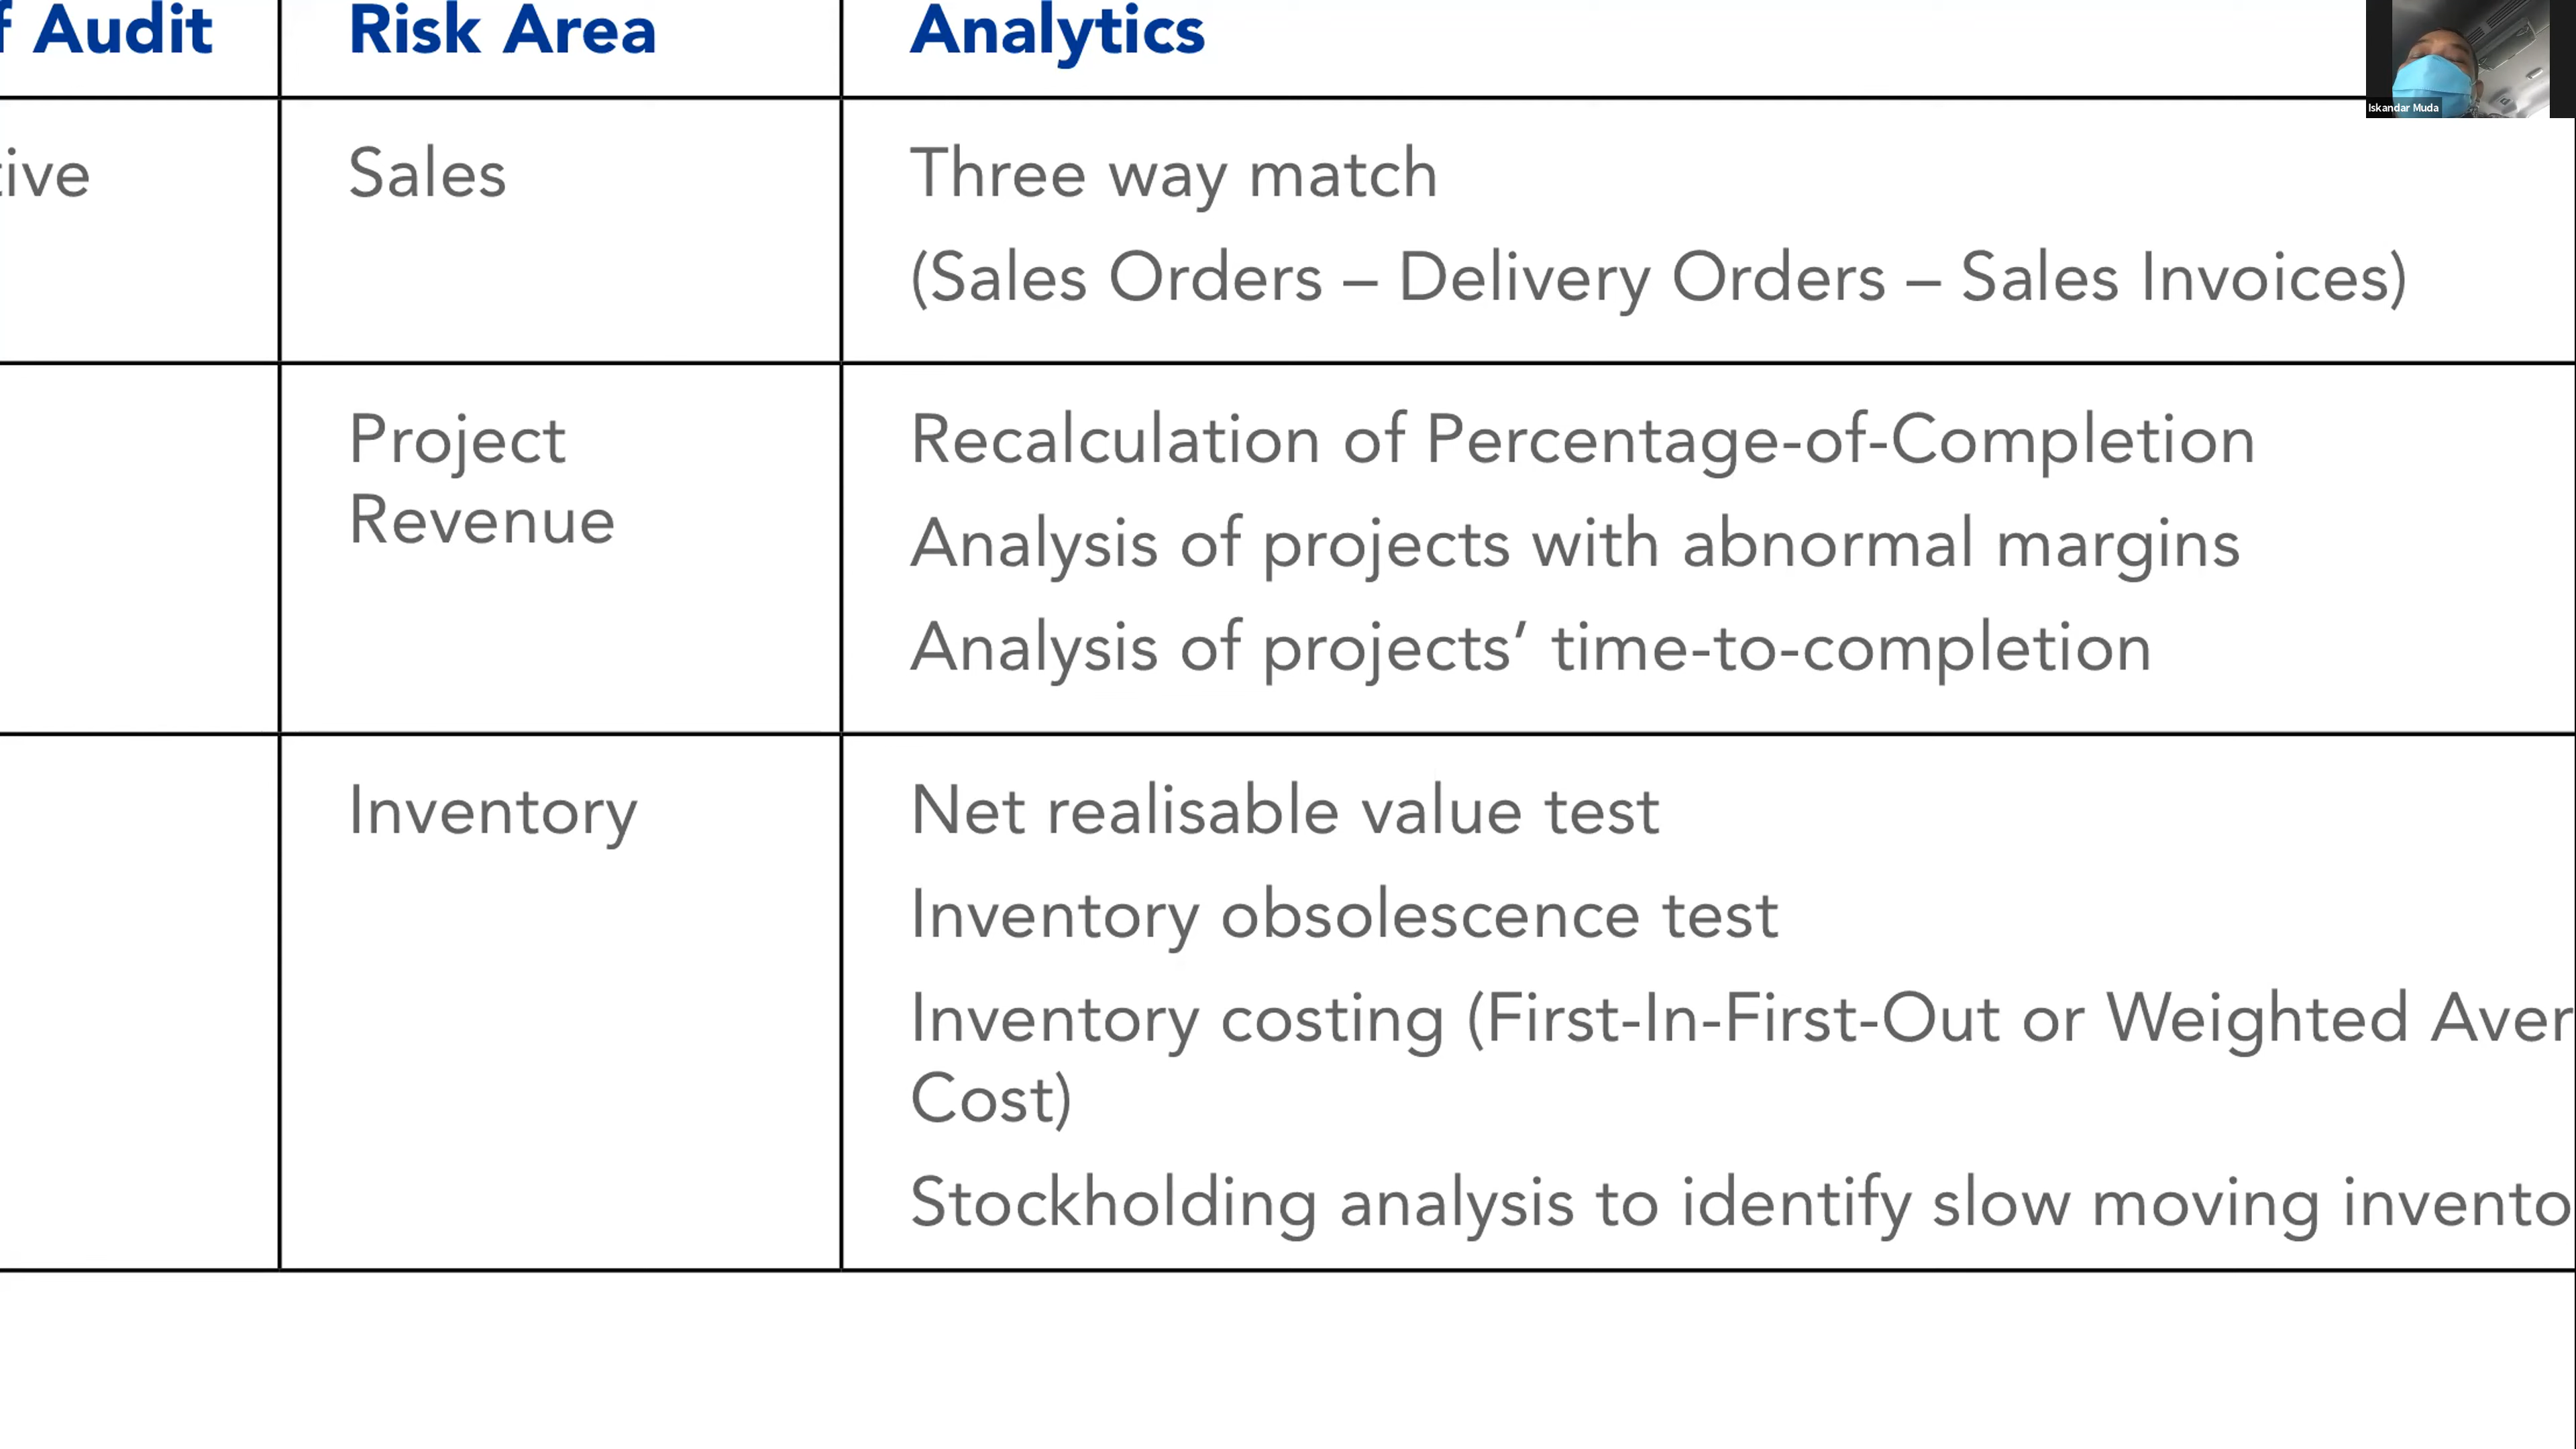 f Audit
Risk Area
Analytics
Iskandar Muda
tive
Sales
Three way match
(Sales Orders – Delivery Orders – Sales Invoices)
Project
Revenue
Recalculation of Percentage-of-Completion
Analysis of projects with abnormal margins
Analysis of projects’ time-to-completion
Inventory
Net realisable value test
Inventory obsolescence test
Inventory costing (First-In-First-Out or Weighted Aver
Cost)
Stockholding analysis to identify slow moving invento